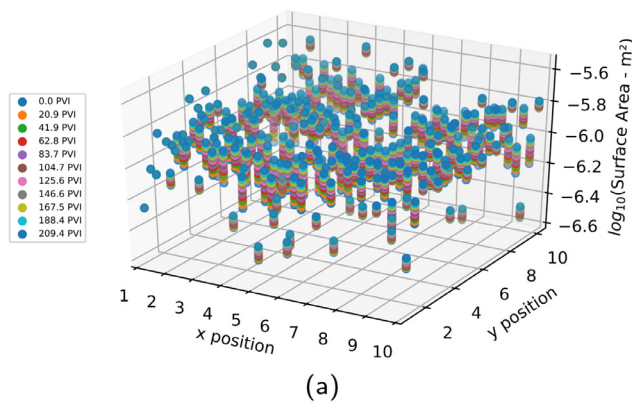 0.0 PVI
20.9 PVI
41.9 PVI
62.8 PVI
83.7 PVI
104.7 PVI
125.6 PVI
146.6 PVI
167.5 PVI
188.4 PVI
209.4 PVI
1 2 3 4 5 6 7 8 9 10
x position
2 4 6 8 10
y position
−5.6
−5.8
−6.0
−6.2
−6.4
−6.6
log₁₀(Surface Area - m²)
(a)